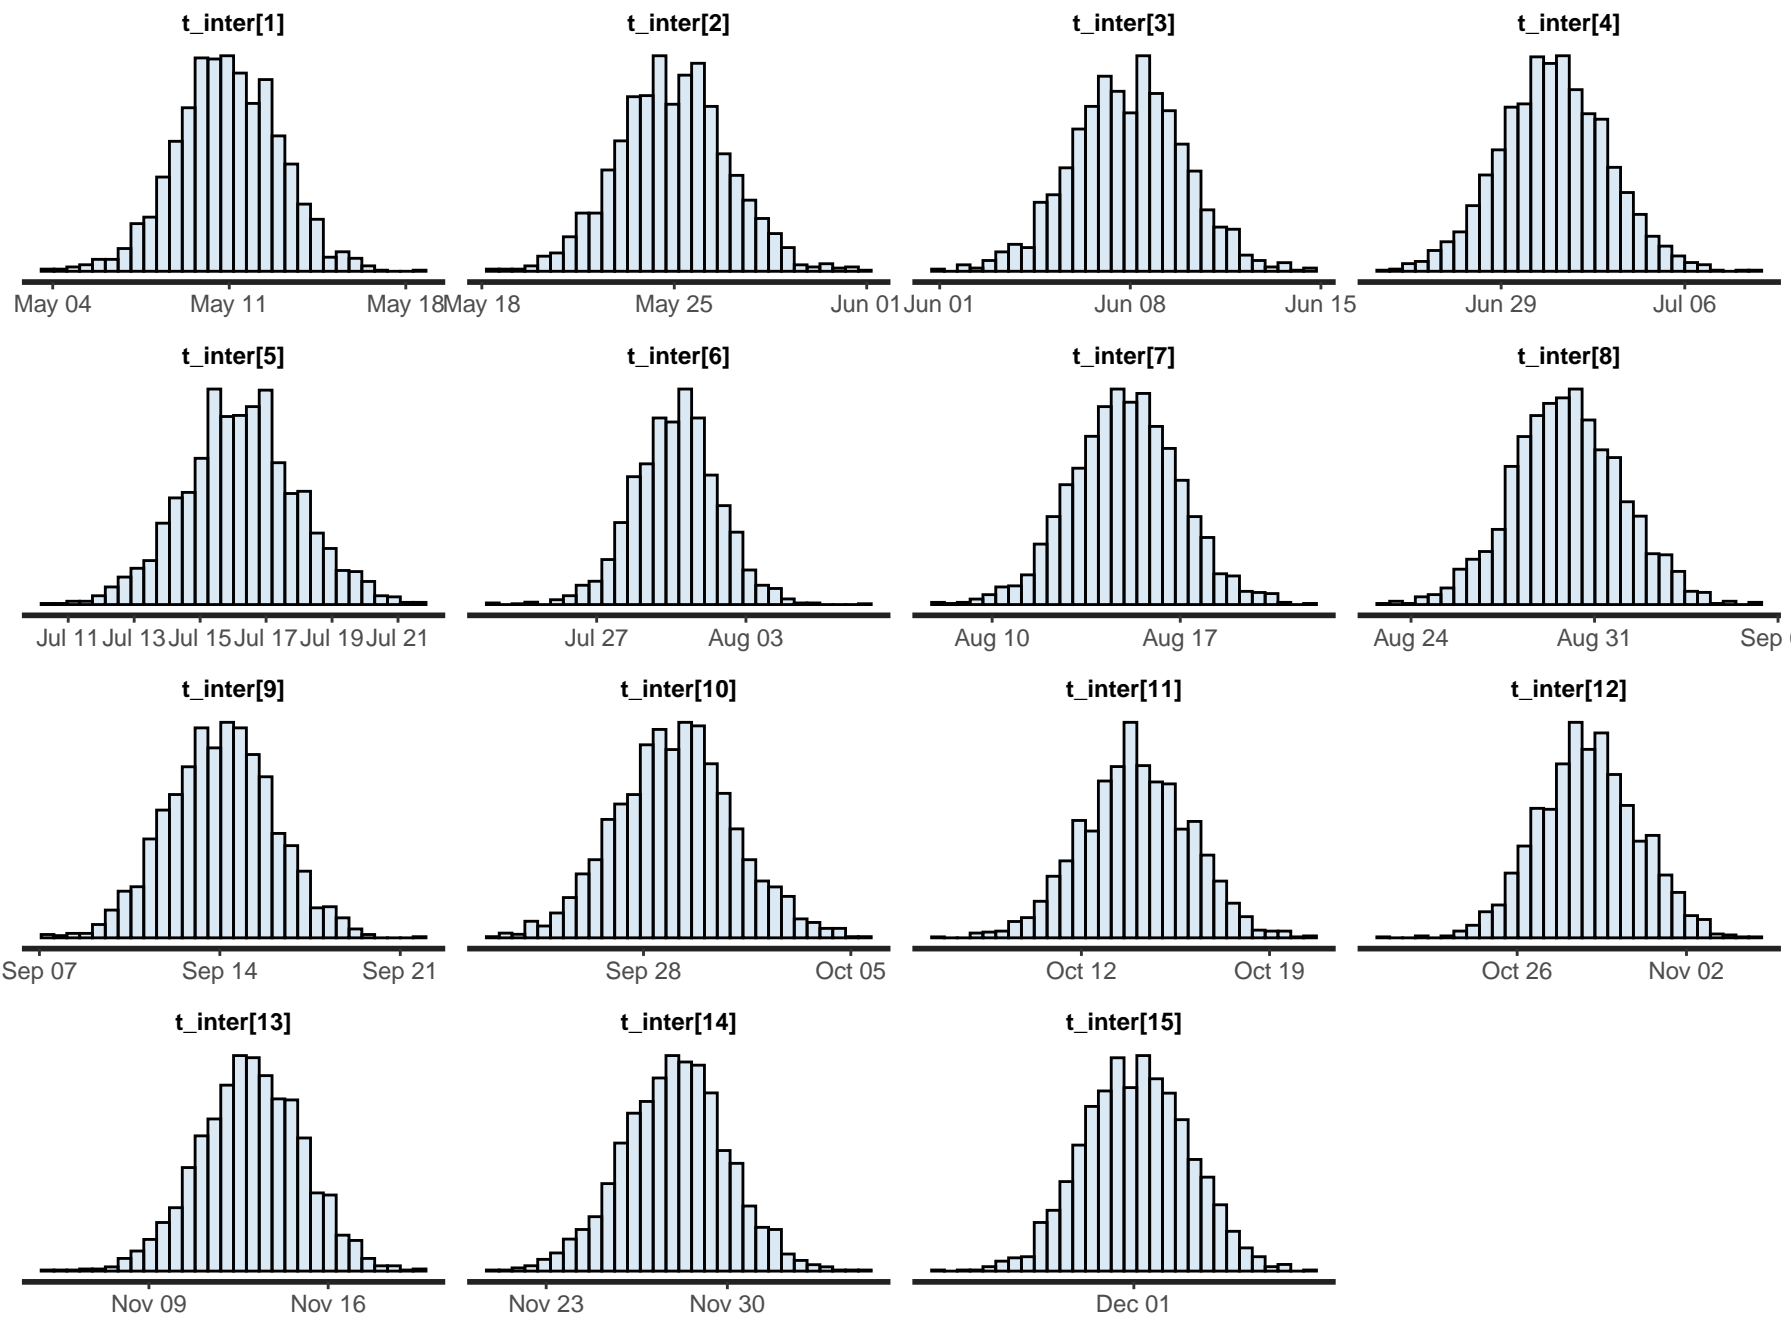 t_inter[1] t_inter[2] t_inter[3] t_inter[4]
May 04 May 11 May 18 May 18 May 25 Jun 01 Jun 01 Jun 08 Jun 15 Jun 29 Jul 06
t_inter[5] t_inter[6] t_inter[7] t_inter[8]
Jul 11 Jul 13 Jul 15 Jul 17 Jul 19 Jul 21 Jul 27 Aug 03 Aug 10 Aug 17 Aug 24 Aug 31 Sep
t_inter[9] t_inter[10] t_inter[11] t_inter[12]
Sep 07 Sep 14 Sep 21 Sep 28 Oct 05 Oct 12 Oct 19 Oct 26 Nov 02
t_inter[13] t_inter[14] t_inter[15]
Nov 09 Nov 16 Nov 23 Nov 30 Dec 01